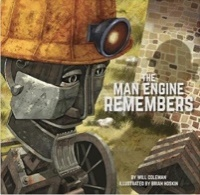 THE
MAN ENGINE
REMEMBERS
BY WILL COLEMAN
ILLUSTRATED BY BRIAN HOSKIN